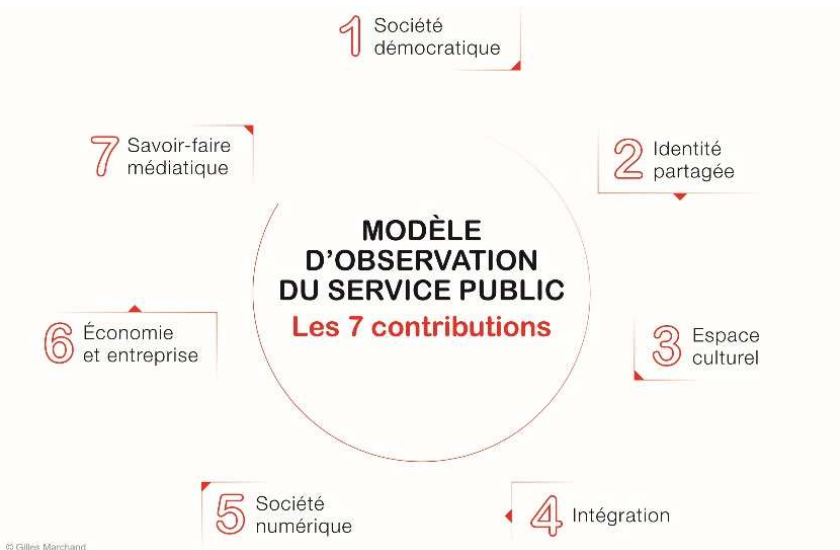 1 Société
démocratique
2 Identité
partagée
3 Espace
culturel
4 Intégration
5 Société
numérique
6 Économie
et entreprise
7 Savoir-faire
médiatique
MODÈLE
D'OBSERVATION
DU SERVICE PUBLIC
Les 7 contributions
© Gilles Marchand